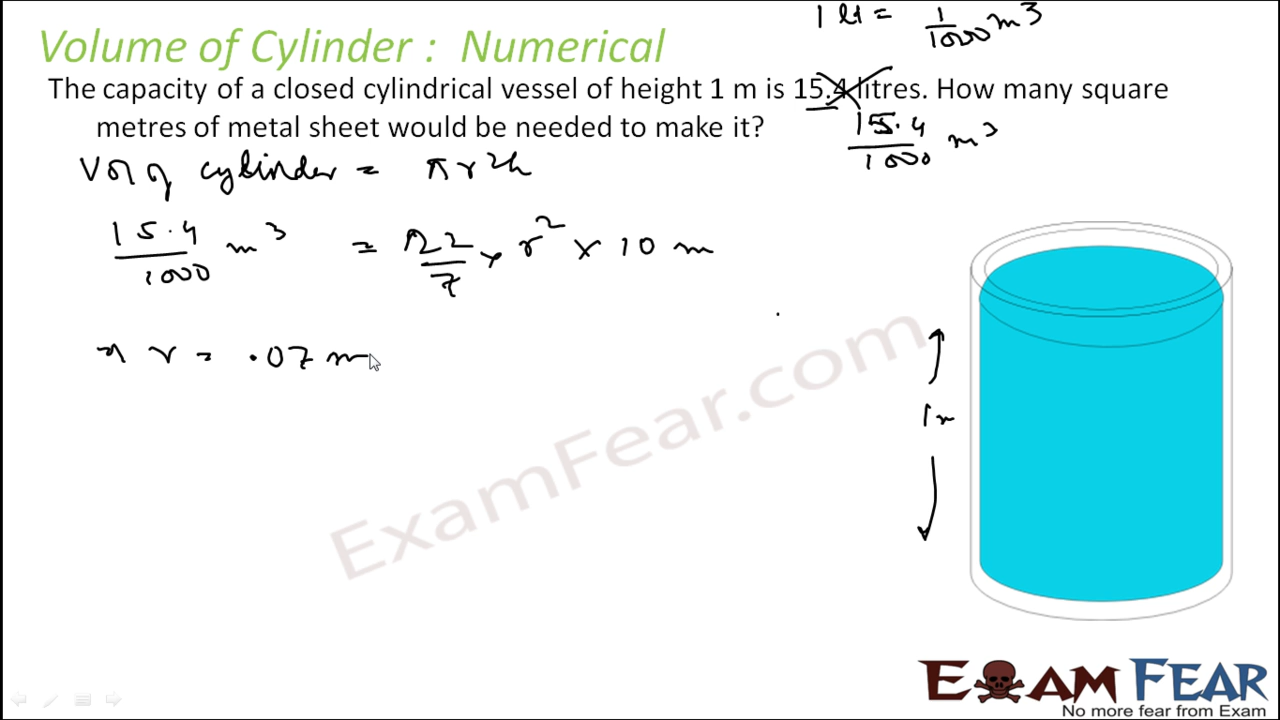 1 lit = 1/1000 m3
Volume of Cylinder : Numerical
The capacity of a closed cylindrical vessel of height 1 m is 15.4 litres. How many square
metres of metal sheet would be needed to make it?
15.4/1000 m3
Vol of cylinder = πr2h
15.4/1000 m3 = 22/7 × r2 × 10 m
⇒ r = .07 m
1m
ExamFear.com
EXAM FEAR
No more fear from Exam